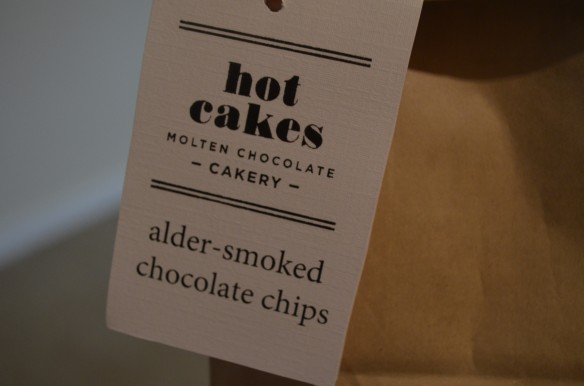 hot
cakes
MOLTEN CHOCOLATE
– CAKERY –
alder-smoked
chocolate chips